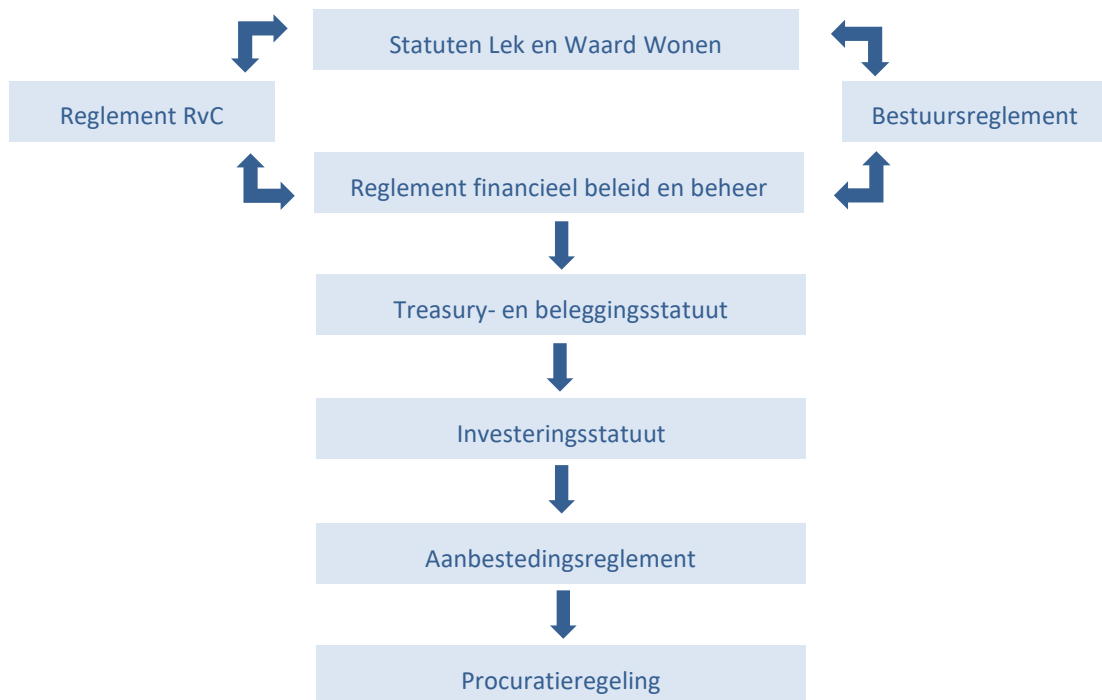 Statuten Lek en Waard Wonen
Reglement RvC
Bestuursreglement
Reglement financieel beleid en beheer
Treasury- en beleggingsstatuut
Investeringsstatuut
Aanbestedingsreglement
Procuratieregeling